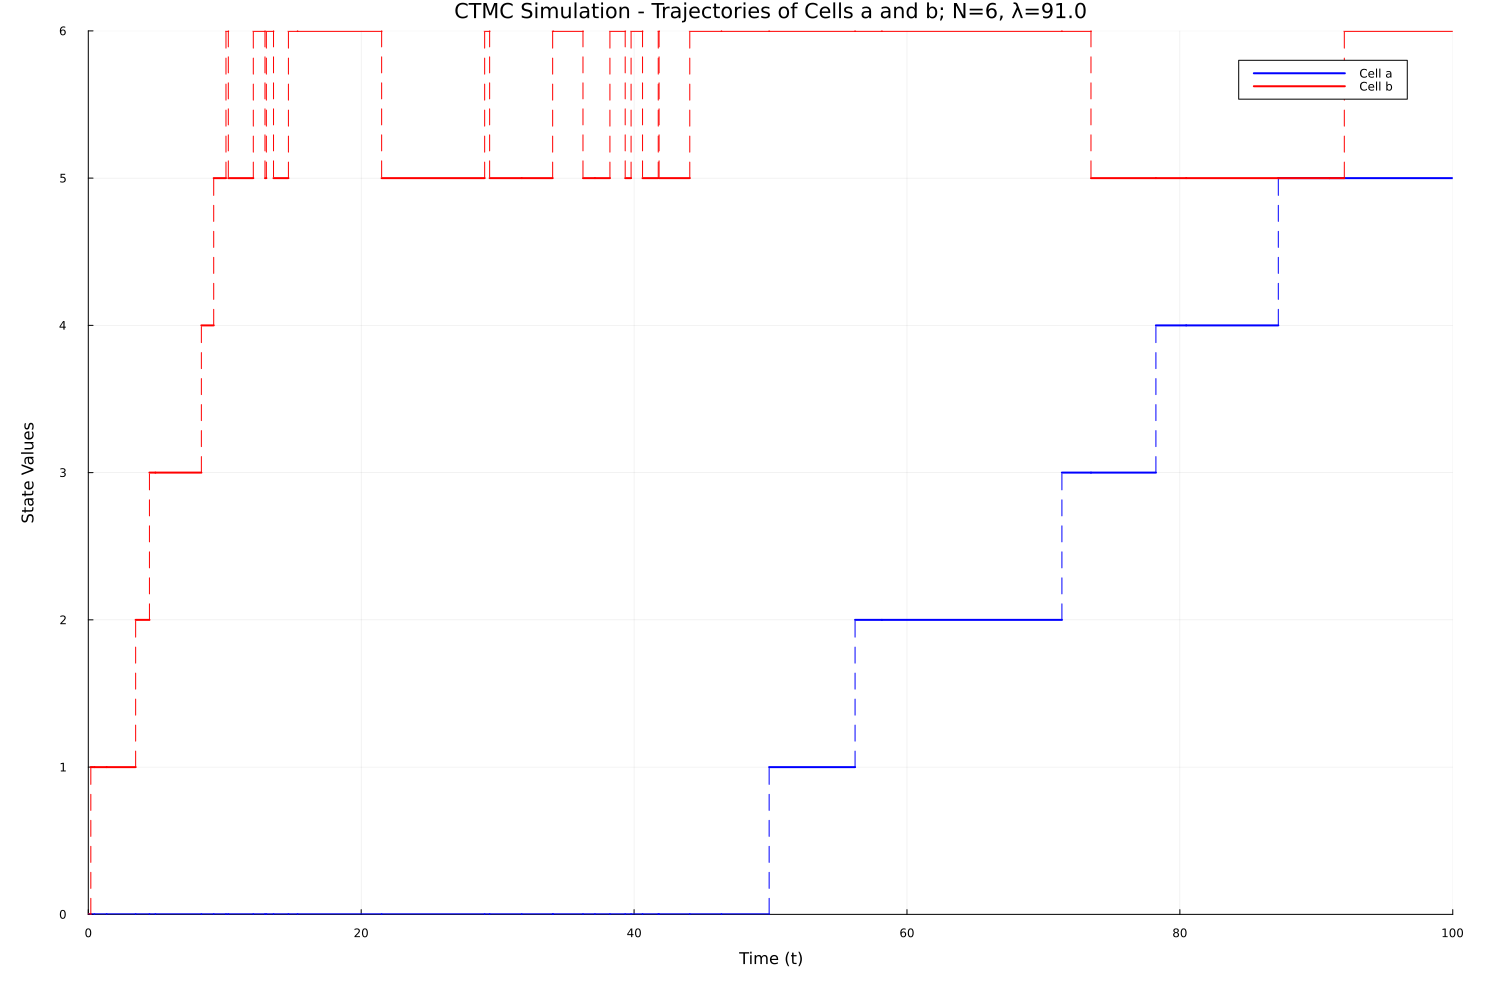 CTMC Simulation - Trajectories of Cells a and b; N=6, λ=91.0
6
Cell a
Cell b
5
4
State Values
3
2
1
0
0 20 40 60 80 100
Time (t)